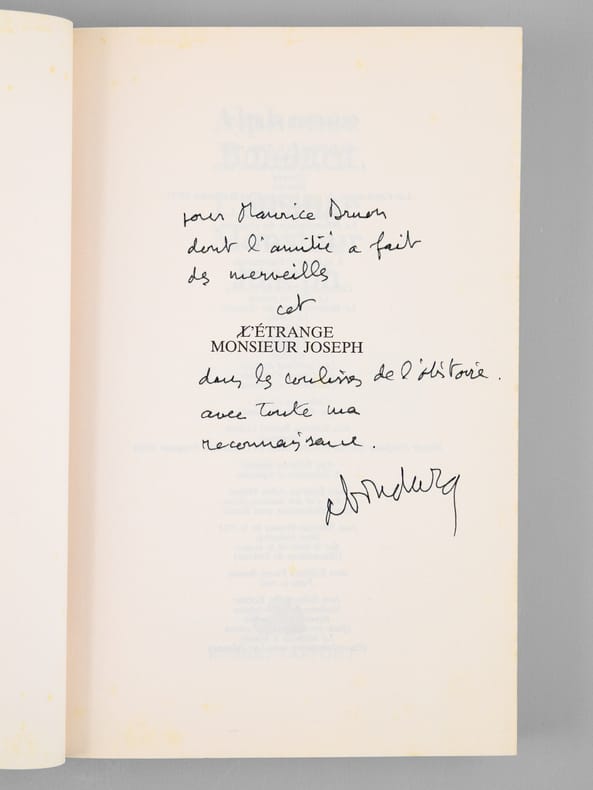 pour Maurice Druon
dont l'amitié a fait
des merveilles
cet
L'ÉTRANGE
MONSIEUR JOSEPH
dans les coulisses de l'Histoire.
avec toute ma
reconnaissance.